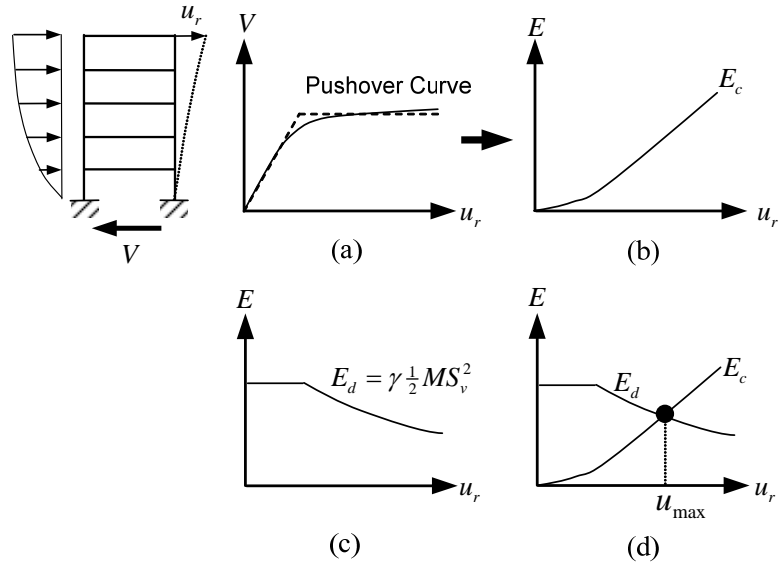 u_r
V
V
Pushover Curve
u_r
(a)
E
E_c
u_r
(b)
E
E_d = γ ½ M S_v^2
u_r
(c)
E
E_d
E_c
u_r
u_max
(d)